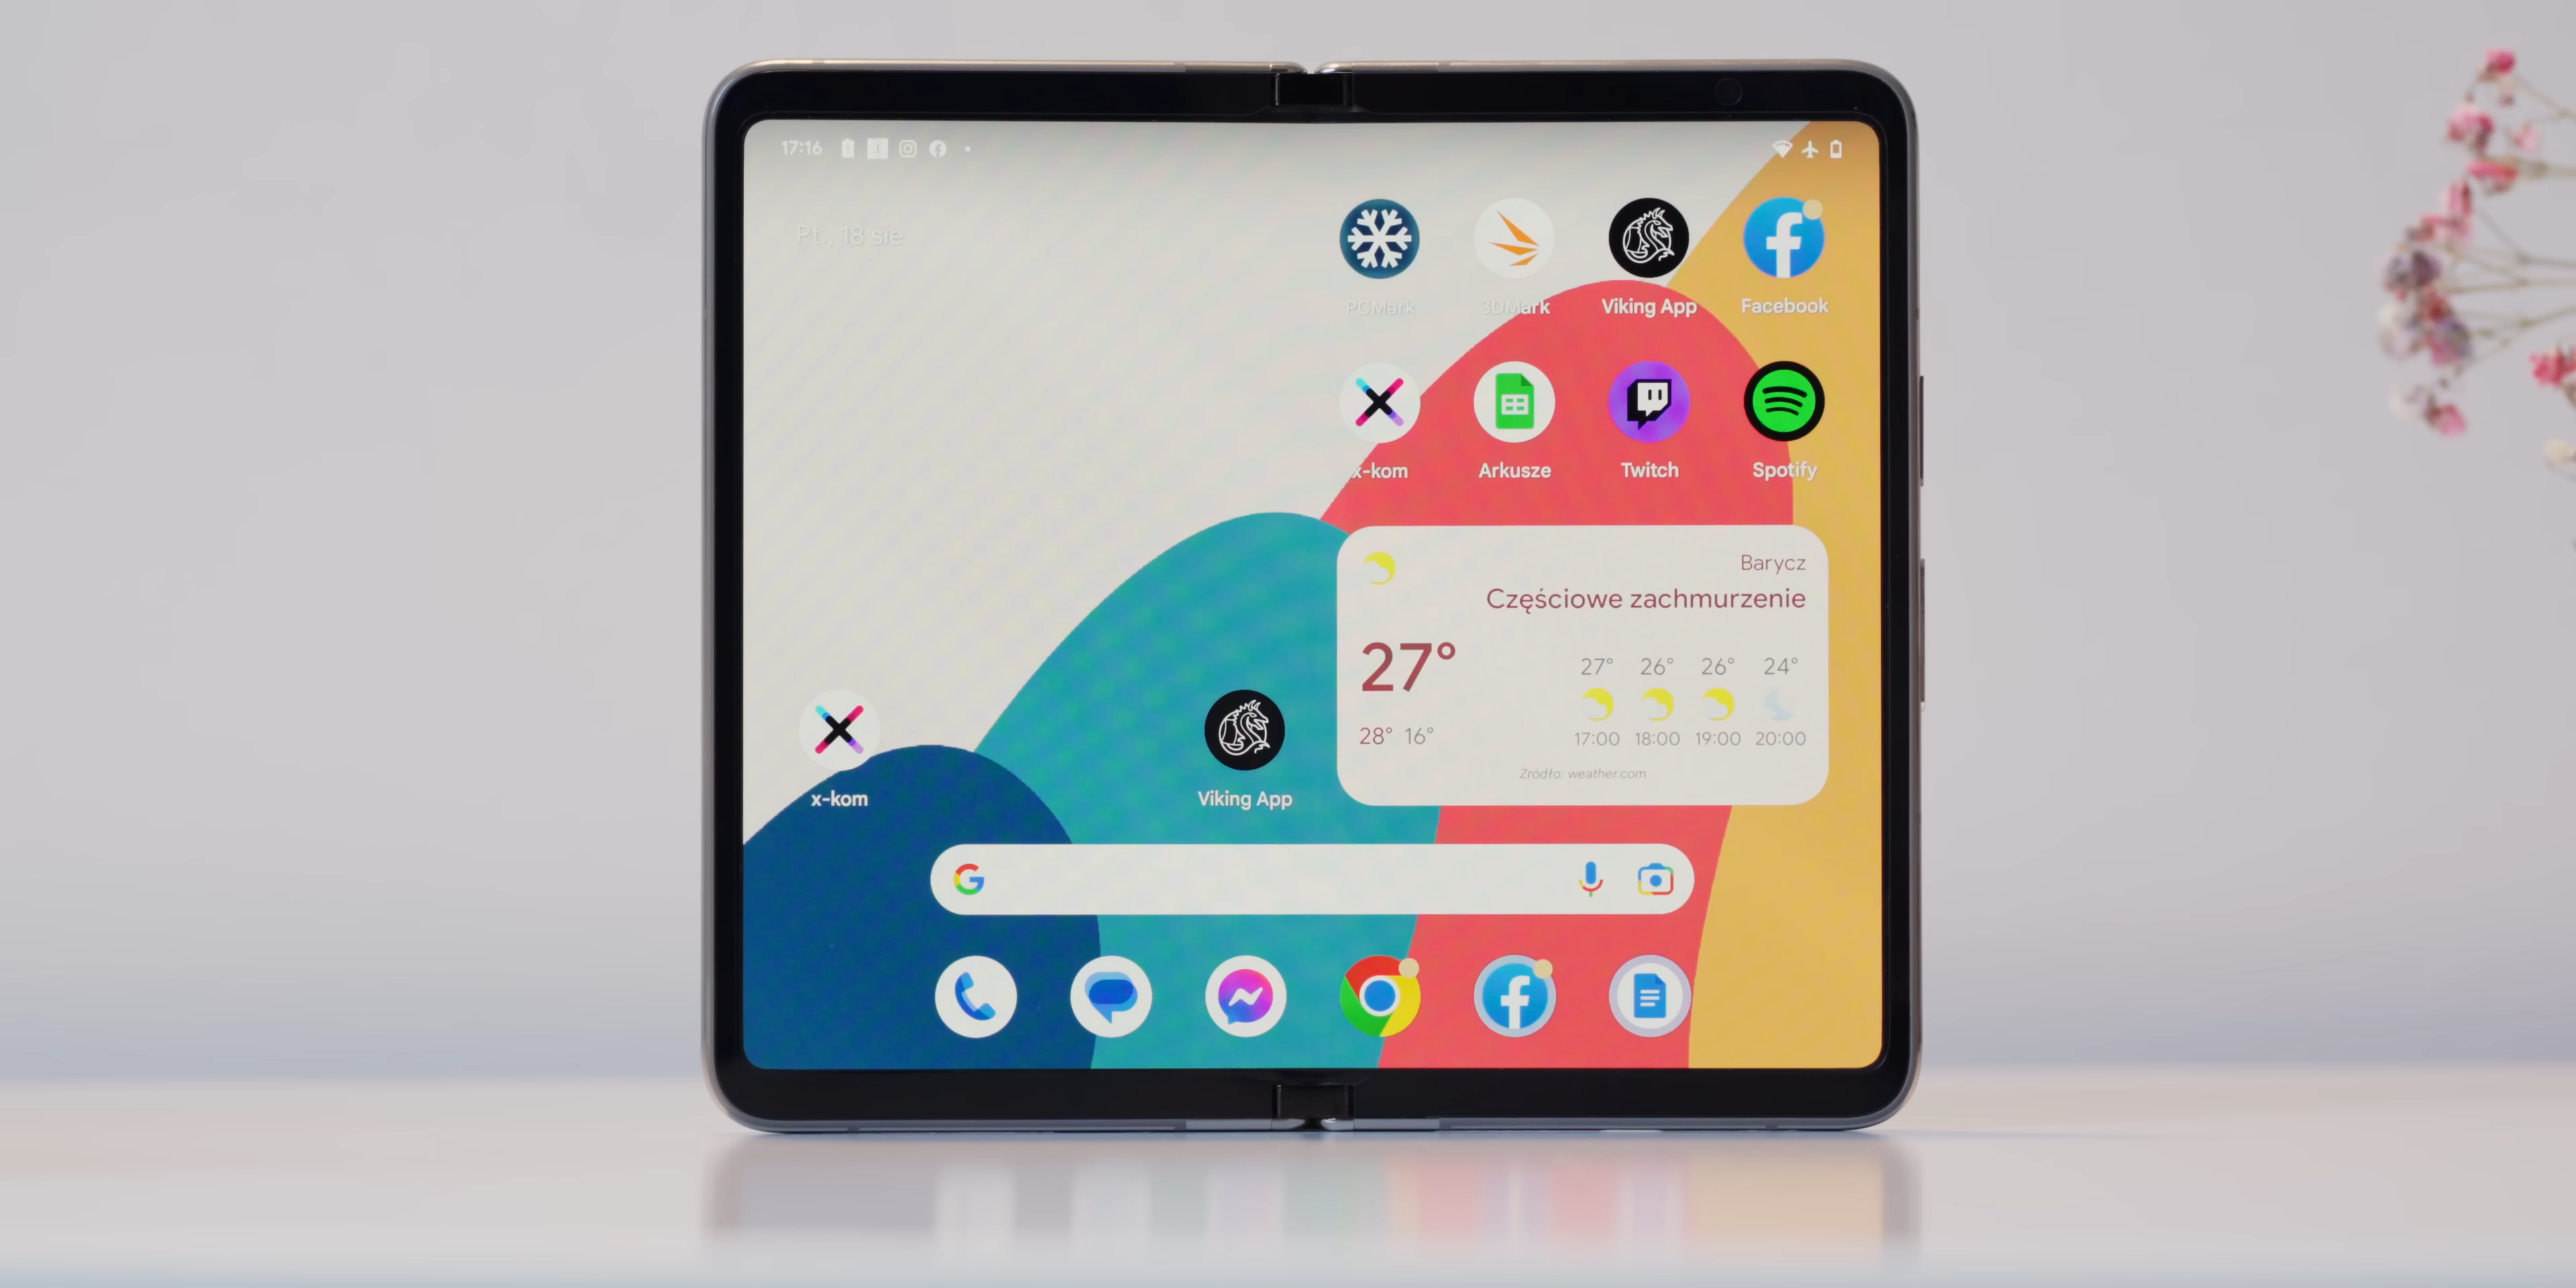 17:16
Pt., 18 sie
PCMark 3DMark Viking App Facebook
x-kom Arkusze Twitch Spotify
Barycz
Częściowe zachmurzenie
27°
27° 26° 26° 24°
28° 16°
17:00 18:00 19:00 20:00
Źródło: weather.com
x-kom Viking App